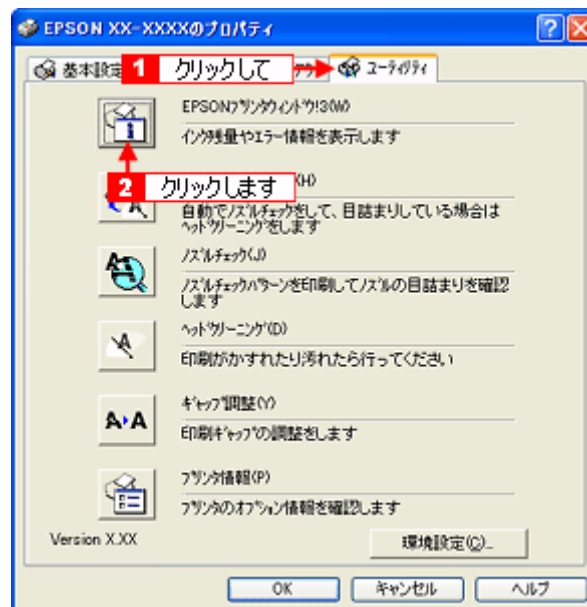 EPSON XX-XXXXのプロパティ
基本設定
1 クリックして
ユーティリティ
EPSONプリンタウィンドウ!3(W)
インク残量やエラー情報を表示します
2 クリックします
(H)
自動でノズルチェックをして、目詰まりしている場合は
ヘッドクリーニングをします
ノズルチェック(J)
ノズルチェックパターンを印刷してノズルの目詰まりを確認
します
ヘッドクリーニング(D)
印刷がかすれたり汚れたら行ってください
ギャップ調整(Y)
印刷ギャップの調整をします
プリンタ情報(P)
プリンタのオプション情報を確認します
Version X.XX
環境設定(C)...
OK
キャンセル
ヘルプ